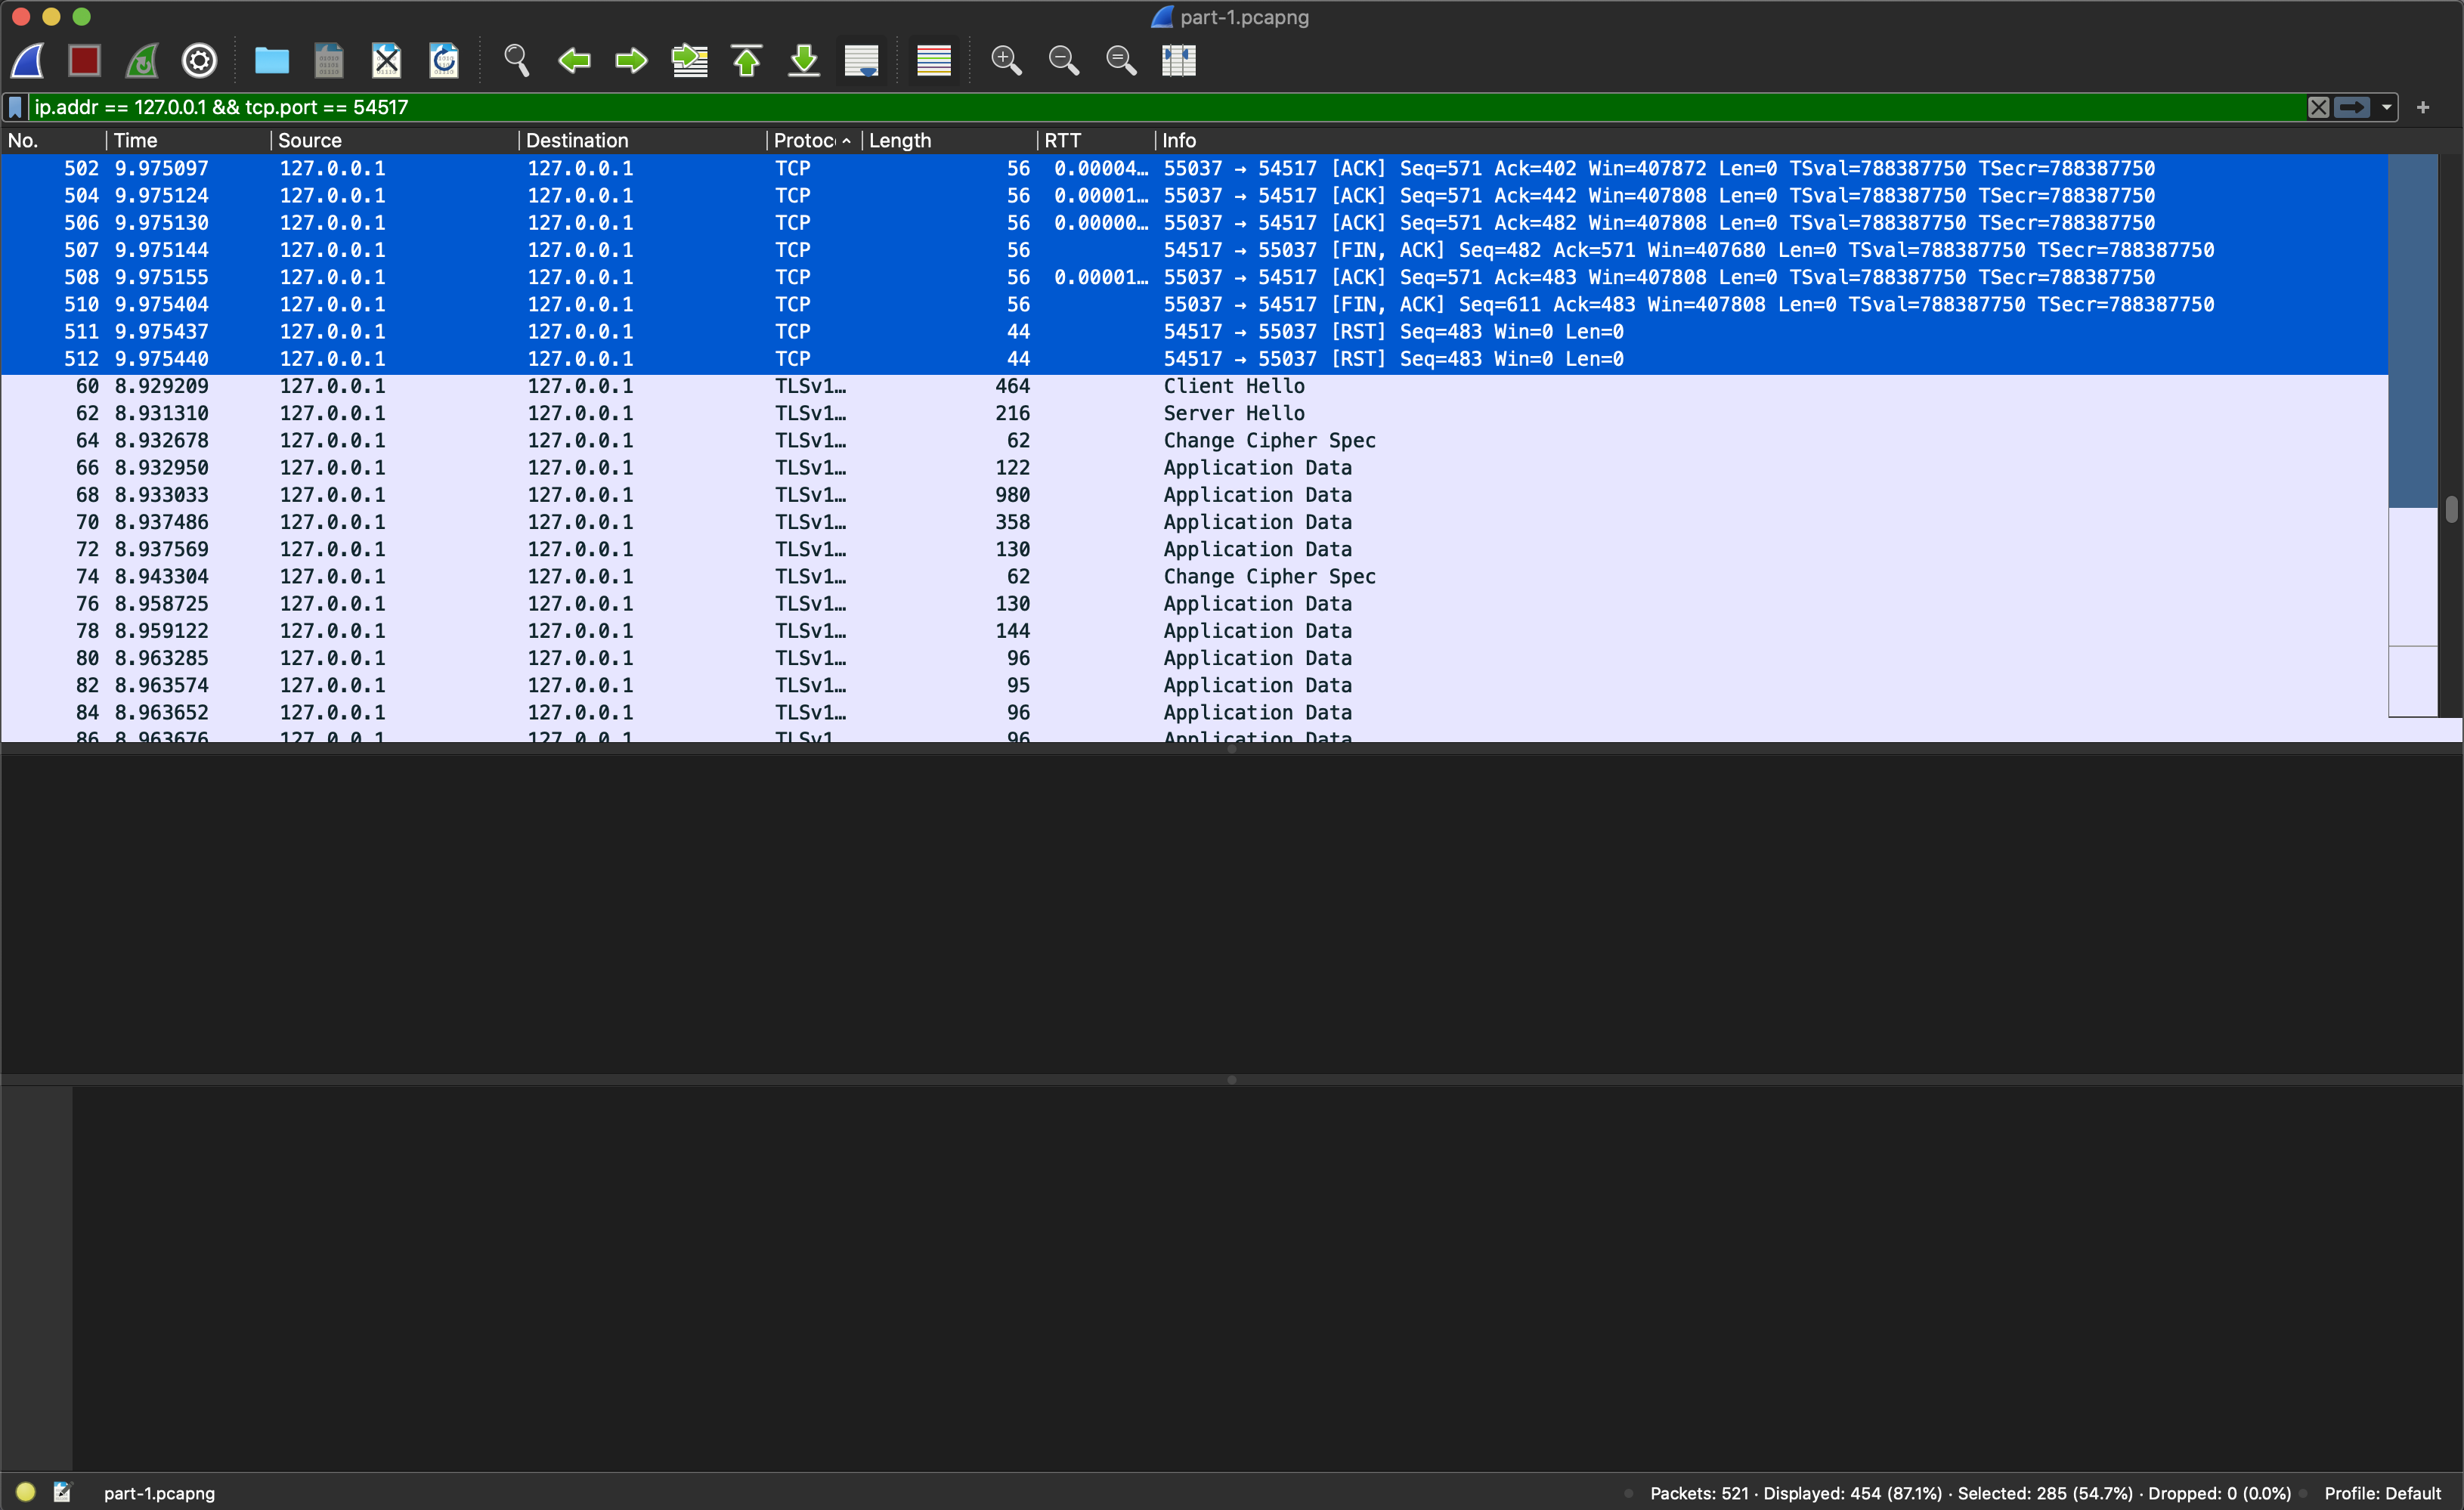 part-1.pcapng
ip.addr == 127.0.0.1 && tcp.port == 54517
No. Time Source Destination Protoc Length RTT Info
502 9.975097 127.0.0.1 127.0.0.1 TCP 56 0.00004… 55037 → 54517 [ACK] Seq=571 Ack=402 Win=407872 Len=0 TSval=788387750 TSecr=788387750
504 9.975124 127.0.0.1 127.0.0.1 TCP 56 0.00001… 55037 → 54517 [ACK] Seq=571 Ack=442 Win=407808 Len=0 TSval=788387750 TSecr=788387750
506 9.975130 127.0.0.1 127.0.0.1 TCP 56 0.00000… 55037 → 54517 [ACK] Seq=571 Ack=482 Win=407808 Len=0 TSval=788387750 TSecr=788387750
507 9.975144 127.0.0.1 127.0.0.1 TCP 56 54517 → 55037 [FIN, ACK] Seq=482 Ack=571 Win=407680 Len=0 TSval=788387750 TSecr=788387750
508 9.975155 127.0.0.1 127.0.0.1 TCP 56 0.00001… 55037 → 54517 [ACK] Seq=571 Ack=483 Win=407808 Len=0 TSval=788387750 TSecr=788387750
510 9.975404 127.0.0.1 127.0.0.1 TCP 56 55037 → 54517 [FIN, ACK] Seq=611 Ack=483 Win=407808 Len=0 TSval=788387750 TSecr=788387750
511 9.975437 127.0.0.1 127.0.0.1 TCP 44 54517 → 55037 [RST] Seq=483 Win=0 Len=0
512 9.975440 127.0.0.1 127.0.0.1 TCP 44 54517 → 55037 [RST] Seq=483 Win=0 Len=0
60 8.929209 127.0.0.1 127.0.0.1 TLSv1… 464 Client Hello
62 8.931310 127.0.0.1 127.0.0.1 TLSv1… 216 Server Hello
64 8.932678 127.0.0.1 127.0.0.1 TLSv1… 62 Change Cipher Spec
66 8.932950 127.0.0.1 127.0.0.1 TLSv1… 122 Application Data
68 8.933033 127.0.0.1 127.0.0.1 TLSv1… 980 Application Data
70 8.937486 127.0.0.1 127.0.0.1 TLSv1… 358 Application Data
72 8.937569 127.0.0.1 127.0.0.1 TLSv1… 130 Application Data
74 8.943304 127.0.0.1 127.0.0.1 TLSv1… 62 Change Cipher Spec
76 8.958725 127.0.0.1 127.0.0.1 TLSv1… 130 Application Data
78 8.959122 127.0.0.1 127.0.0.1 TLSv1… 144 Application Data
80 8.963285 127.0.0.1 127.0.0.1 TLSv1… 96 Application Data
82 8.963574 127.0.0.1 127.0.0.1 TLSv1… 95 Application Data
84 8.963652 127.0.0.1 127.0.0.1 TLSv1… 96 Application Data
86 8.963676 127.0.0.1 127.0.0.1 TLSv1… 96 Application Data
part-1.pcapng
Packets: 521 · Displayed: 454 (87.1%) · Selected: 285 (54.7%) · Dropped: 0 (0.0%) Profile: Default